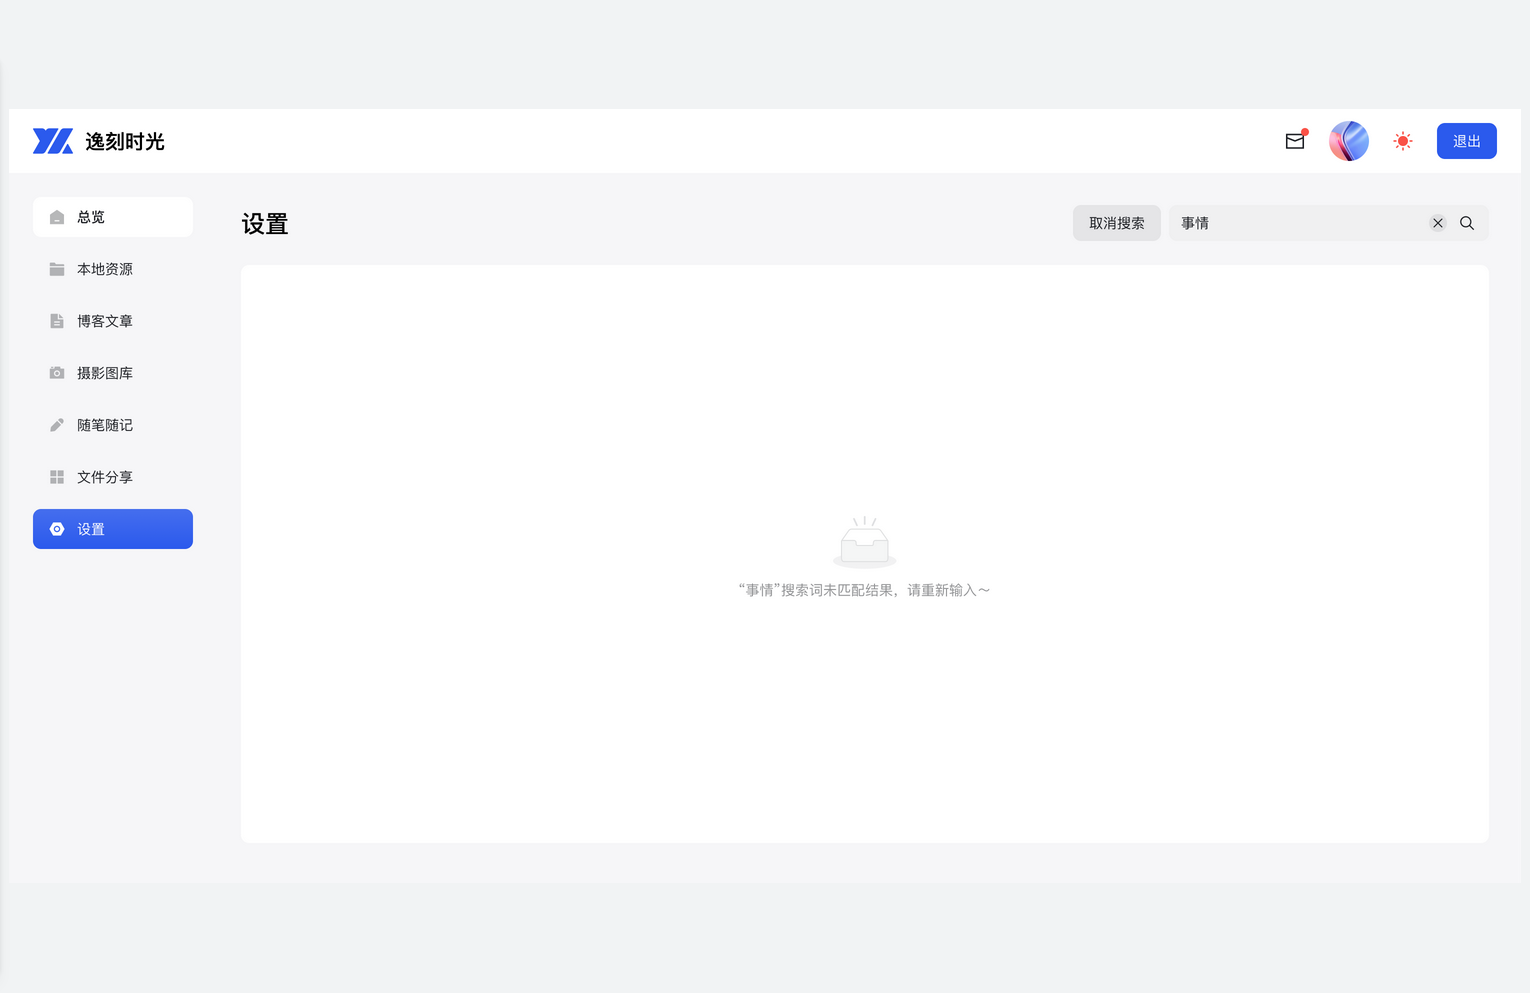 逸刻时光
退出
总览
本地资源
博客文章
摄影图库
随笔随记
文件分享
设置
设置
取消搜索
事情
“事情”搜索词未匹配结果，请重新输入～